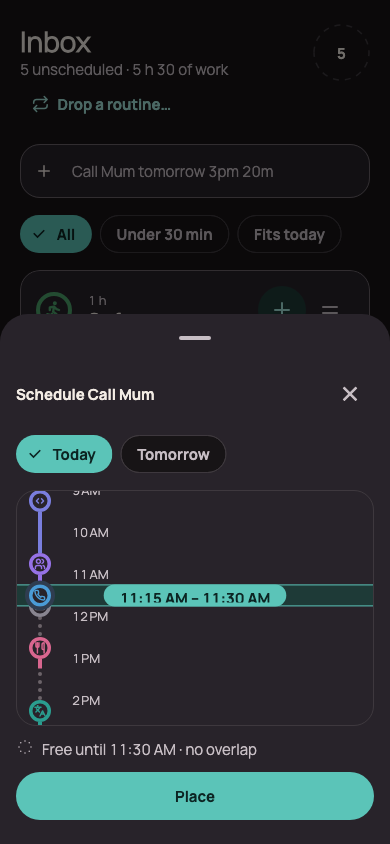 Inbox
5 unscheduled · 5 h 30 of work
5
Drop a routine…
Call Mum tomorrow 3pm 20m
All
Under 30 min
Fits today
1 h
Schedule Call Mum
Today
Tomorrow
9 AM
10 AM
11 AM
11:15 AM – 11:30 AM
12 PM
1 PM
2 PM
Free until 11:30 AM · no overlap
Place